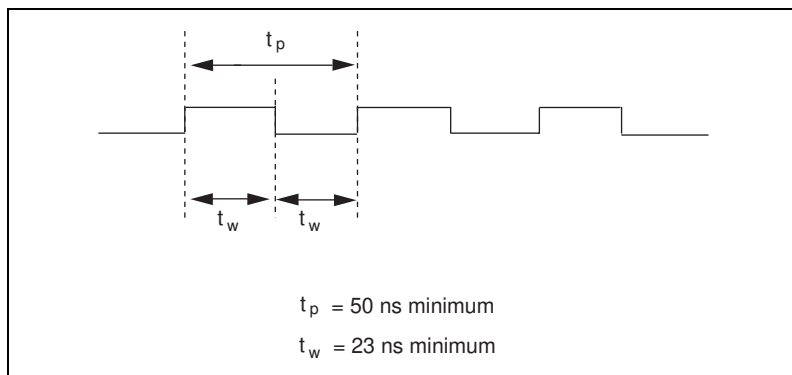 t p
t w t w
t p = 50 ns minimum
t w = 23 ns minimum